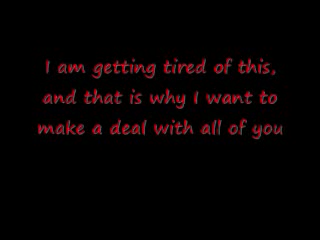 I am getting tired of this,
and that is why I want to
make a deal with all of you